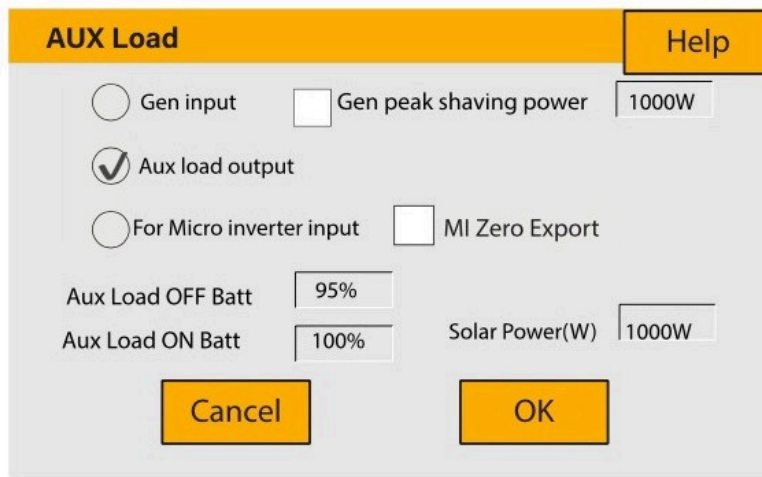 AUX Load
Help
Gen input
Gen peak shaving power
1000W
Aux load output
For Micro inverter input
MI Zero Export
Aux Load OFF Batt
95%
Aux Load ON Batt
100%
Solar Power(W)
1000W
Cancel
OK